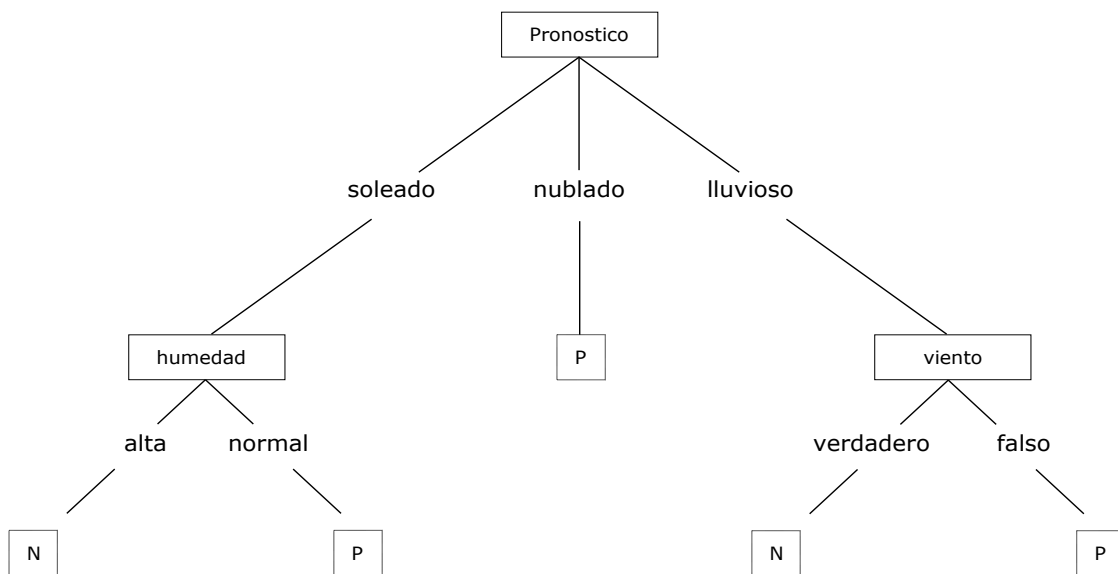 Pronostico
soleado nublado lluvioso
humedad P viento
alta normal verdadero falso
N P N P